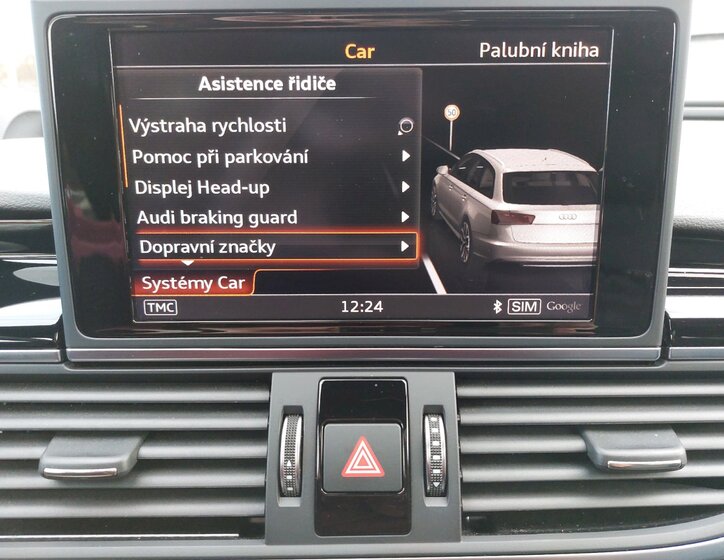 Car
Palubní kniha
Asistence řidiče
Výstraha rychlosti
Pomoc při parkování
Displej Head-up
Audi braking guard
Dopravní značky
Systémy Car
TMC
12:24
SIM
Google
50